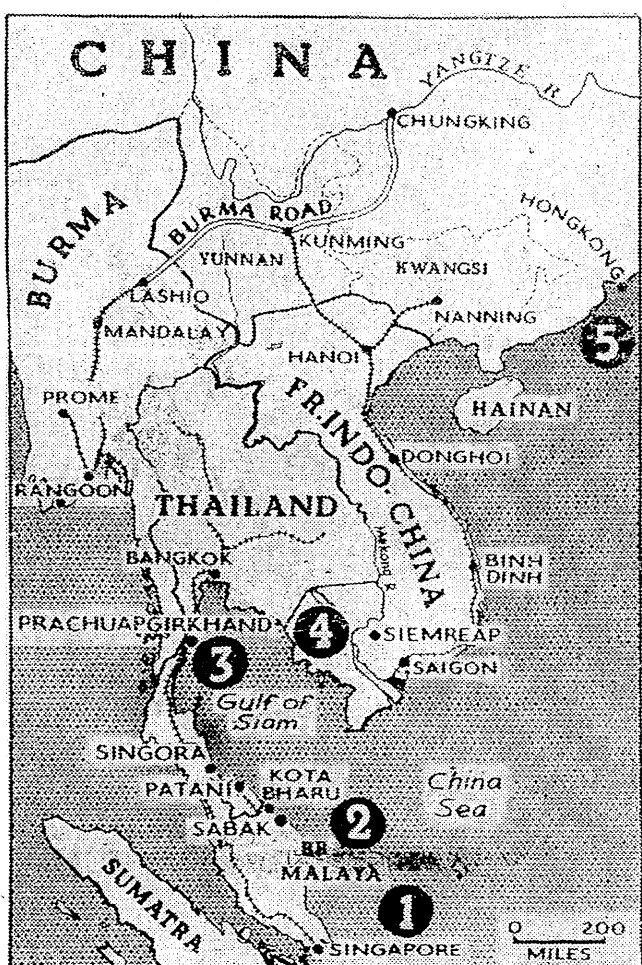 CHINA
YANGTZE R.
CHUNGKING
BURMA
BURMA ROAD
HONGKONG
KUNMING
YUNNAN
KWANGSI
LASHIO
NANNING
MANDALAY
HANOI
5
PROME
FR. INDO-CHINA
HAINAN
DONGHOI
RANGOON
THAILAND
Mekong R.
BANGKOK
BINH
DINH
PRACHUAPGIRKHAND
4
SIEMREAP
3
SAIGON
Gulf of
Siam
SINGORA
KOTA
BHARU
China
Sea
PATANI
SABAK
2
BR.
MALAYA
SUMATRA
1
0 200
MILES
SINGAPORE